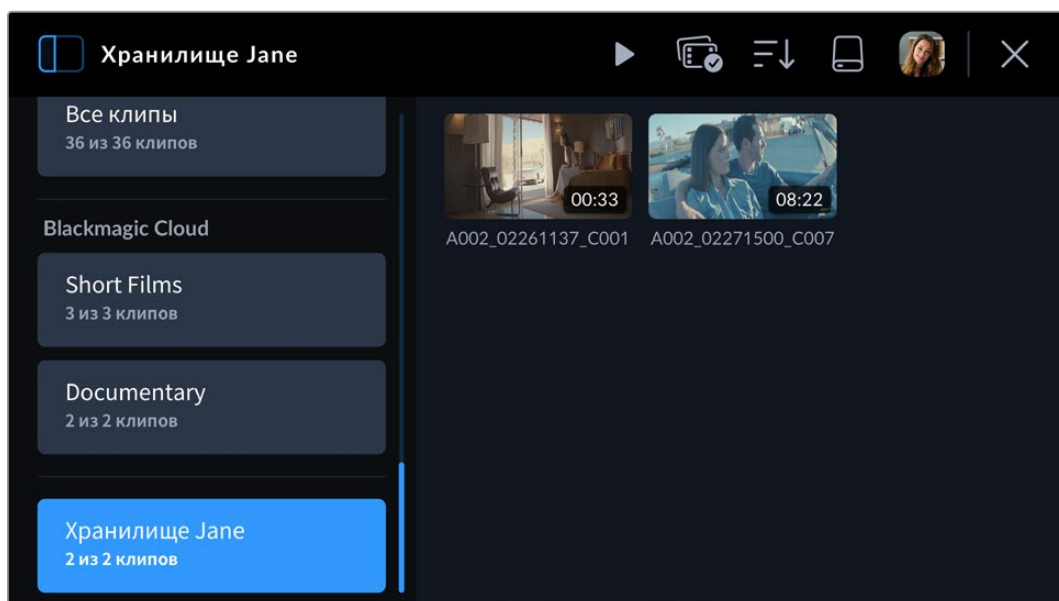 Хранилище Jane
Все клипы
36 из 36 клипов
Blackmagic Cloud
Short Films
3 из 3 клипов
Documentary
2 из 2 клипов
Хранилище Jane
2 из 2 клипов
00:33
08:22
A002_02261137_C001
A002_02271500_C007